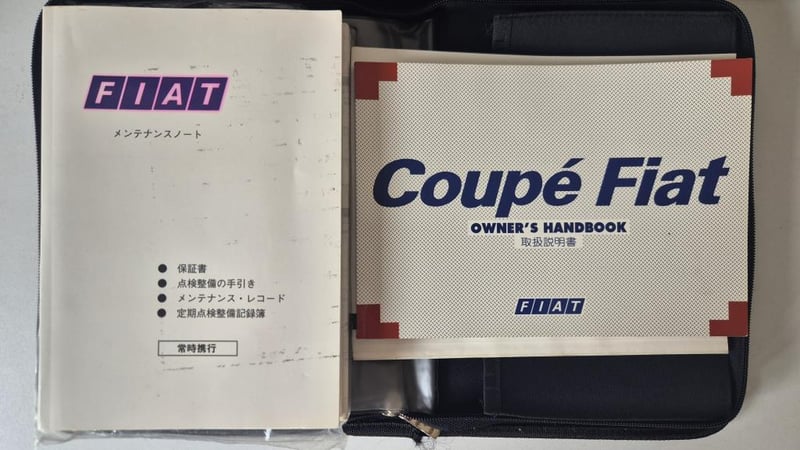 FIAT
メンテナンスノート
● 保証書
● 点検整備の手引き
● メンテナンス・レコード
● 定期点検整備記録簿
常時携行
Coupé Fiat
OWNER'S HANDBOOK
取扱説明書
FIAT